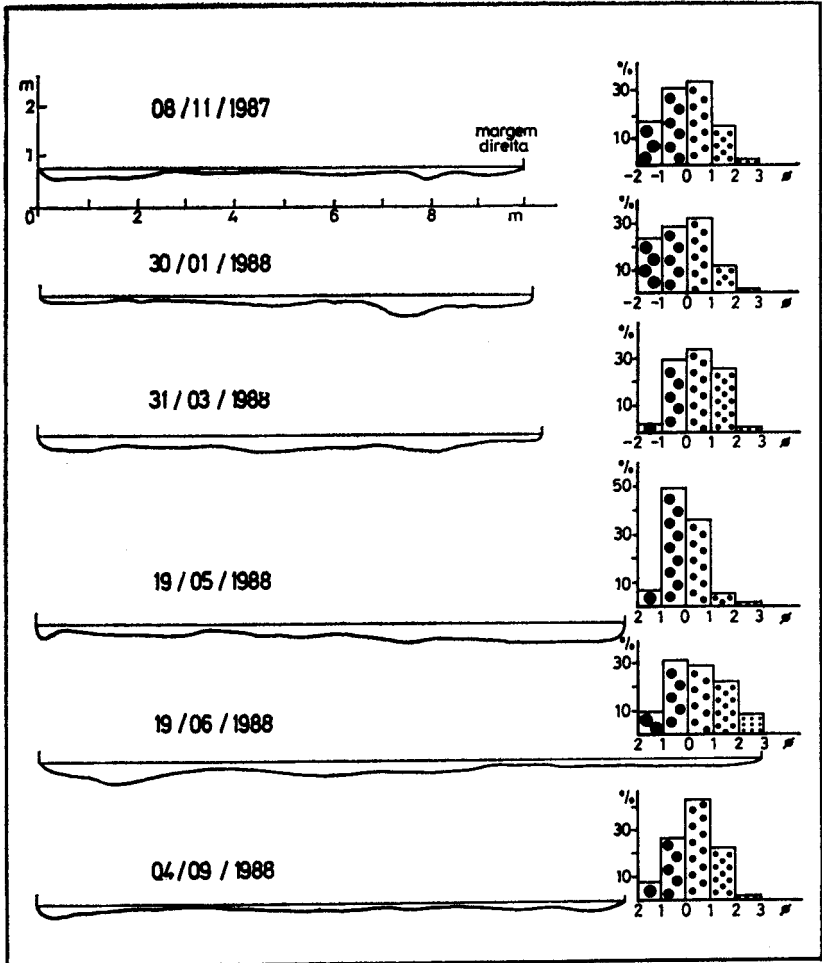 m
2
1
0
08/11/1987
margem
direita
2 4 6 8 m
%
30
10
-2 -1 0 1 2 3 ø
30/01/1988
%
30
10
-2 -1 0 1 2 3 ø
31/03/1988
%
30
10
-2 -1 0 1 2 3 ø
19/05/1988
%
50
30
10
2 1 0 1 2 3 ø
19/06/1988
%
30
10
2 1 0 1 2 3 ø
04/09/1988
%
30
10
2 1 0 1 2 3 ø